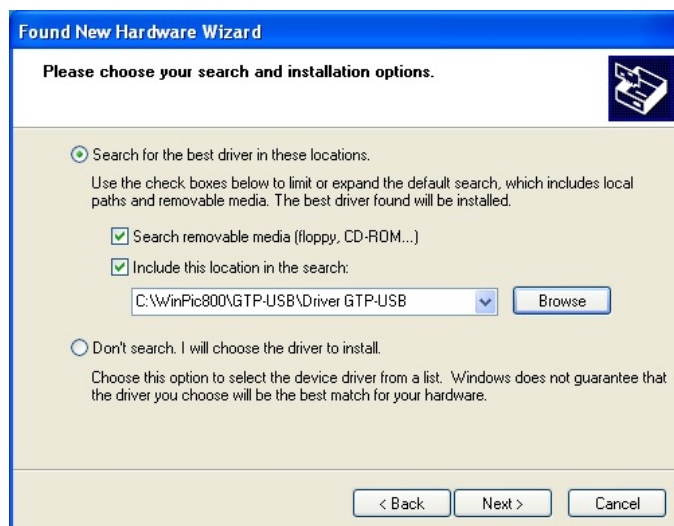 Found New Hardware Wizard
Please choose your search and installation options.
Search for the best driver in these locations.
Use the check boxes below to limit or expand the default search, which includes local
paths and removable media. The best driver found will be installed.
Search removable media (floppy, CD-ROM...)
Include this location in the search:
C:\WinPic800\GTP-USB\Driver GTP-USB
Browse
Don't search. I will choose the driver to install.
Choose this option to select the device driver from a list. Windows does not guarantee that
the driver you choose will be the best match for your hardware.
< Back Next > Cancel